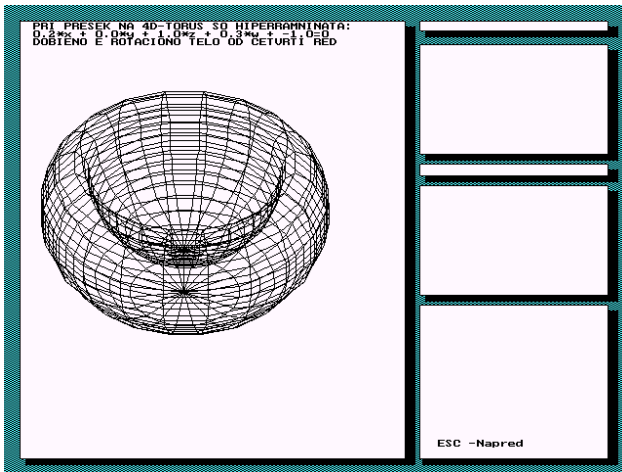 PRI PRESEK NA 4D-TORUS SO HIPERRAMNINATA:
0.2*x + 0.0*y + 1.0*z + 0.3*w + -1.0=0
DOBIENO E ROTACIONO TELO OD CETVRTI RED
ESC -Napred